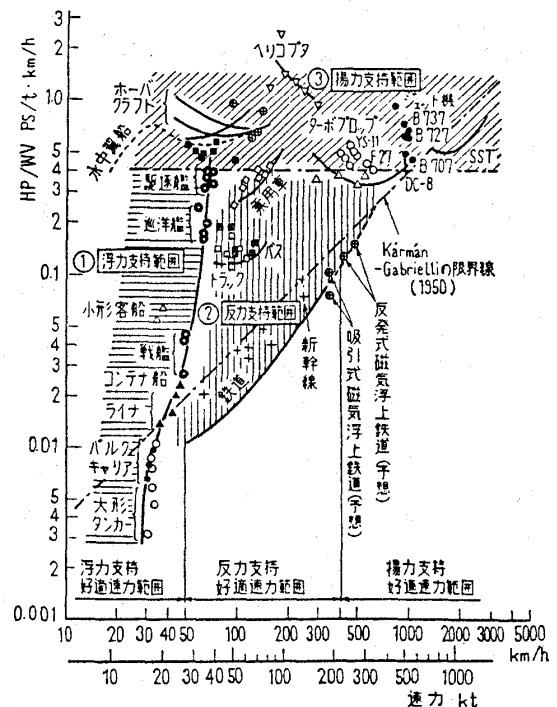 HP/WV PS/t·km/h
3
2
1.0
5
4
3
2
0.1
5
4
3
2
0.01
5
4
3
2
0.001
ヘリコプタ
③ 揚力支持範囲
ホーバ
クラフト
水中翼船
ターボプロップ
YS-11
F27
ジェット機
B737
B727
B707
DC-8
SST
駆逐艦
巡洋艦
乗用車
バス
トラック
① 浮力支持範囲
小形客船
② 反力支持範囲
戦艦
コンテナ船
ライナ
バルク
キャリア
大形
タンカー
鉄道
新幹線
吸引式磁気浮上鉄道(予想)
反発式磁気浮上鉄道(予想)
Kármán
-Gabrielliの限界線
(1950)
浮力支持
好適速力範囲
反力支持
好適速力範囲
揚力支持
好適速力範囲
10 20 30 40 50 100 200 300 500 1000 2000 3000 5000
km/h
10 20 30 40 50 100 200 300 400 500 1000 2000
速力 kt